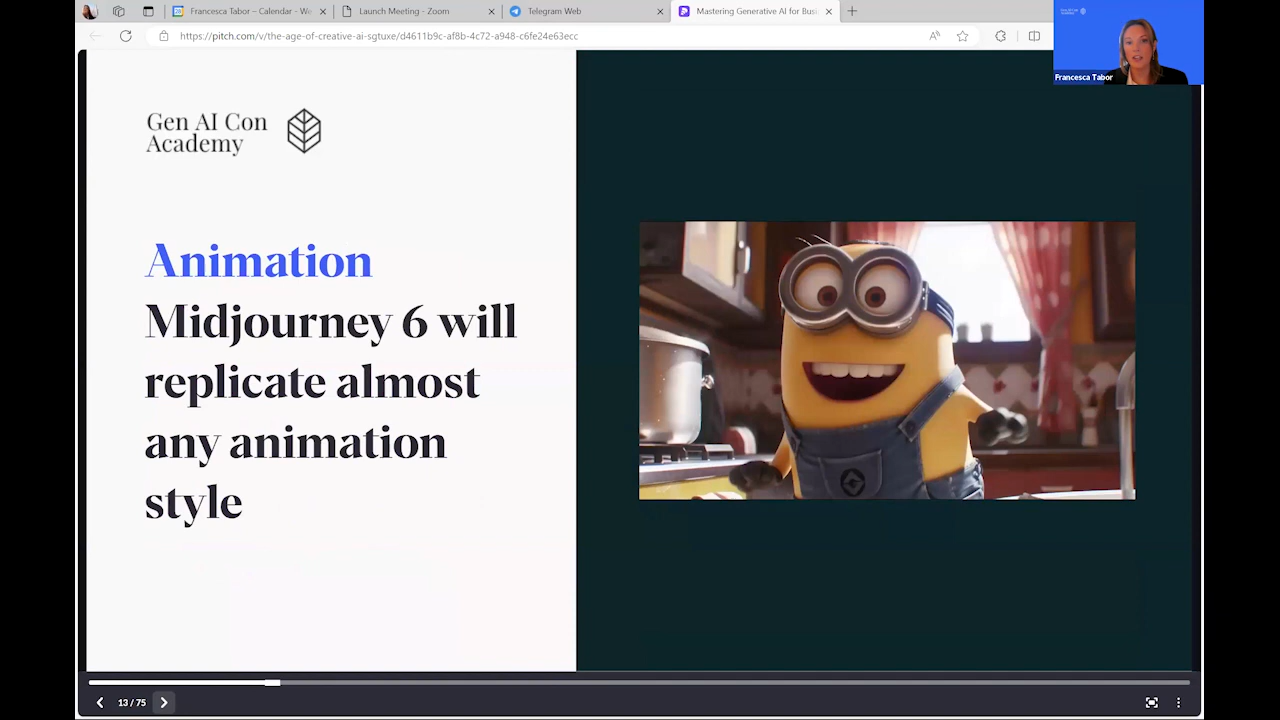 Francesca Tabor – Calendar - We
Launch Meeting - Zoom
Telegram Web
Mastering Generative AI for Busi
https://pitch.com/v/the-age-of-creative-ai-sgtuxe/d4611b9c-af8b-4c72-a948-c6fe24e63ecc
Francesca Tabor
Gen AI Con
Academy
Animation
Midjourney 6 will
replicate almost
any animation
style
13 / 75